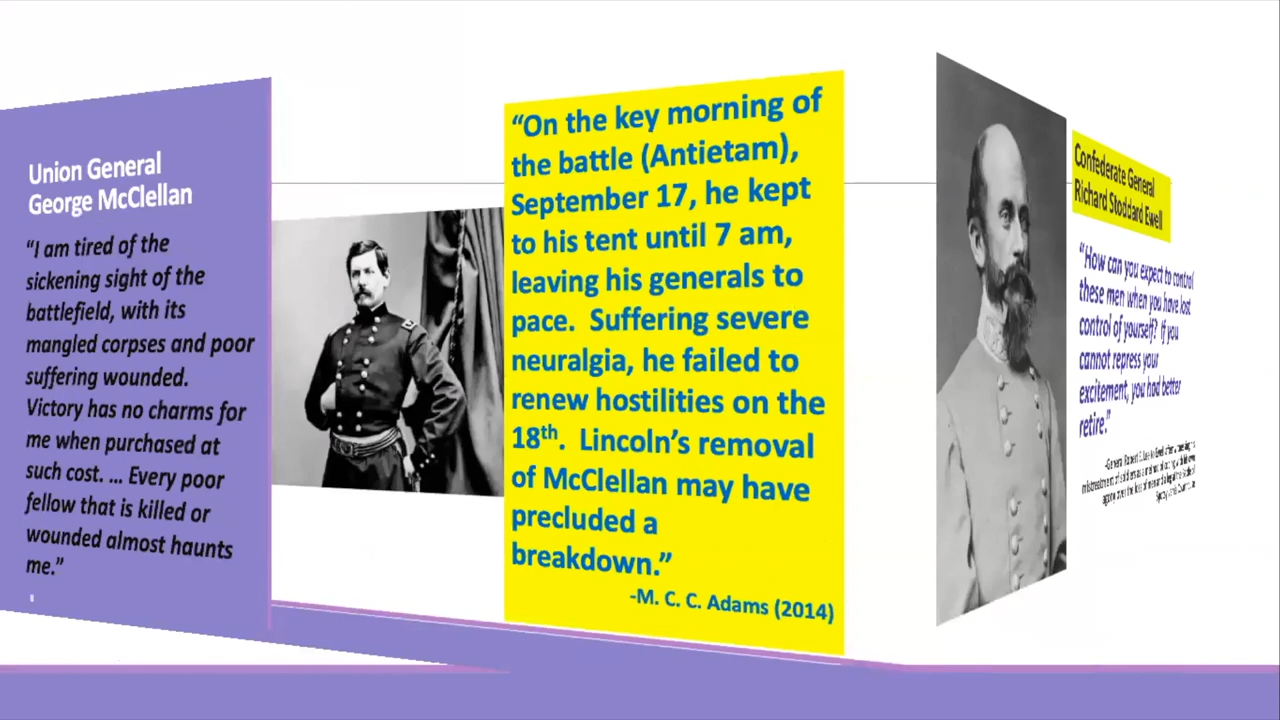 Union General
George McClellan
“I am tired of the
sickening sight of the
battlefield, with its
mangled corpses and poor
suffering wounded.
Victory has no charms for
me when purchased at
such cost. ... Every poor
fellow that is killed or
wounded almost haunts
me.”
“On the key morning of
the battle (Antietam),
September 17, he kept
to his tent until 7 am,
leaving his generals to
pace.  Suffering severe
neuralgia, he failed to
renew hostilities on the
18th.  Lincoln’s removal
of McClellan may have
precluded a
breakdown.”
-M. C. C. Adams (2014)
Confederate General
Richard Stoddard Ewell
“How can you expect to control
these men when you have lost
control of yourself?  If you
cannot repress your
excitement, you had better
retire.”
-General Robert E. Lee to Ewell after